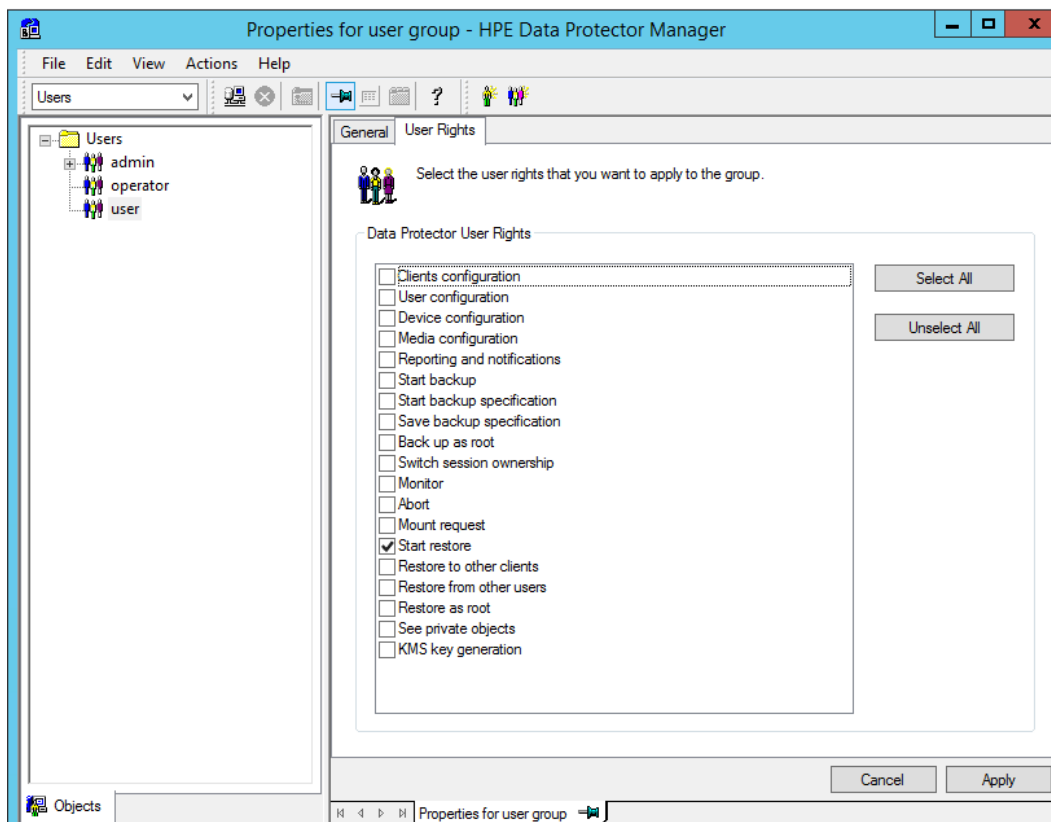 Properties for user group - HPE Data Protector Manager
File Edit View Actions Help
Users
Users
admin
operator
user
Objects
General User Rights
Select the user rights that you want to apply to the group.
Data Protector User Rights
Clients configuration
User configuration
Device configuration
Media configuration
Reporting and notifications
Start backup
Start backup specification
Save backup specification
Back up as root
Switch session ownership
Monitor
Abort
Mount request
Start restore
Restore to other clients
Restore from other users
Restore as root
See private objects
KMS key generation
Select All
Unselect All
Cancel Apply
Properties for user group